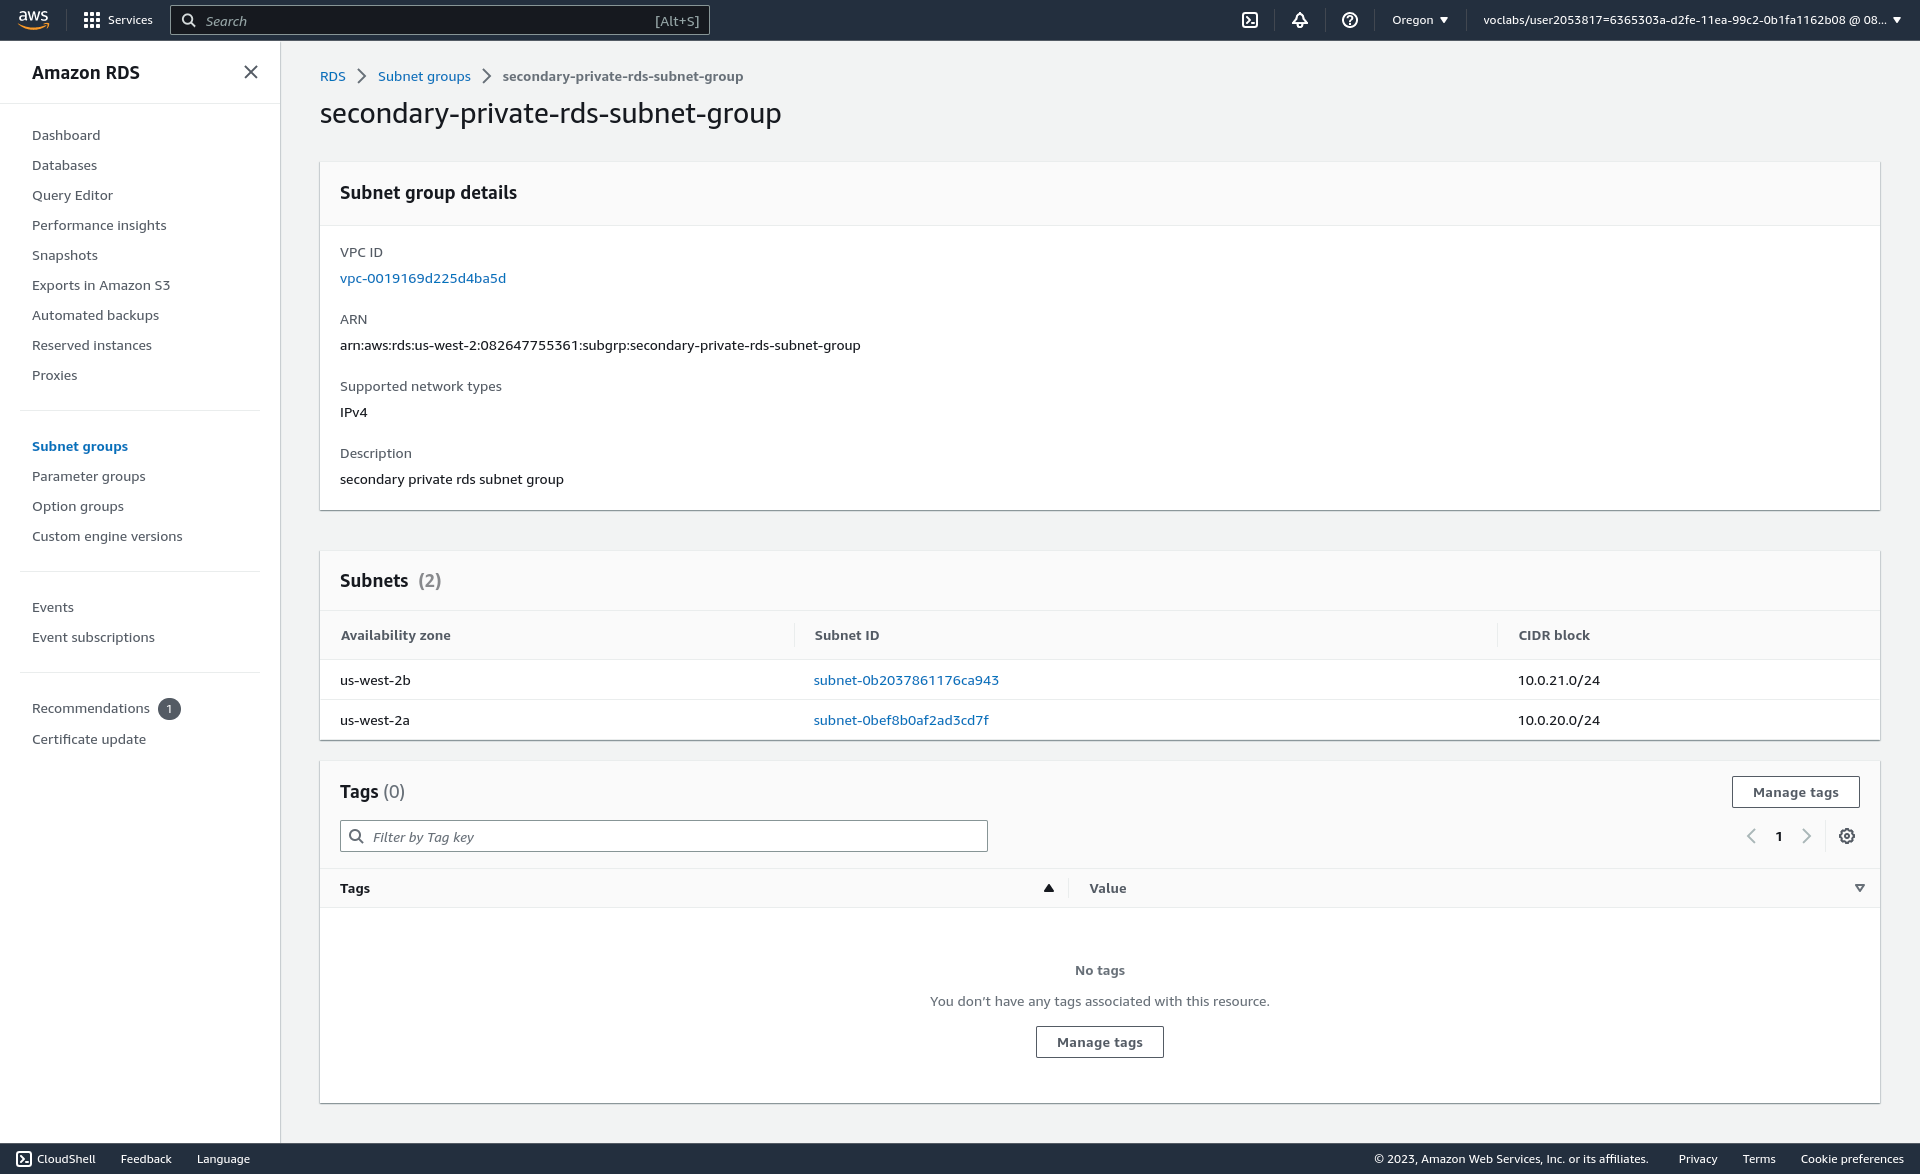 aws Services Search [Alt+S] Oregon voclabs/user2053817=6365303a-d2fe-11ea-99c2-0b1fa1162b08 @ 08...
Amazon RDS
Dashboard
Databases
Query Editor
Performance insights
Snapshots
Exports in Amazon S3
Automated backups
Reserved instances
Proxies
Subnet groups
Parameter groups
Option groups
Custom engine versions
Events
Event subscriptions
Recommendations 1
Certificate update
RDS Subnet groups secondary-private-rds-subnet-group
secondary-private-rds-subnet-group
Subnet group details
VPC ID
vpc-0019169d225d4ba5d
ARN
arn:aws:rds:us-west-2:082647755361:subgrp:secondary-private-rds-subnet-group
Supported network types
IPv4
Description
secondary private rds subnet group
Subnets (2)
Availability zone Subnet ID CIDR block
us-west-2b subnet-0b2037861176ca943 10.0.21.0/24
us-west-2a subnet-0bef8b0af2ad3cd7f 10.0.20.0/24
Tags (0) Manage tags
Filter by Tag key 1
Tags Value
No tags
You don’t have any tags associated with this resource.
Manage tags
CloudShell Feedback Language © 2023, Amazon Web Services, Inc. or its affiliates. Privacy Terms Cookie preferences